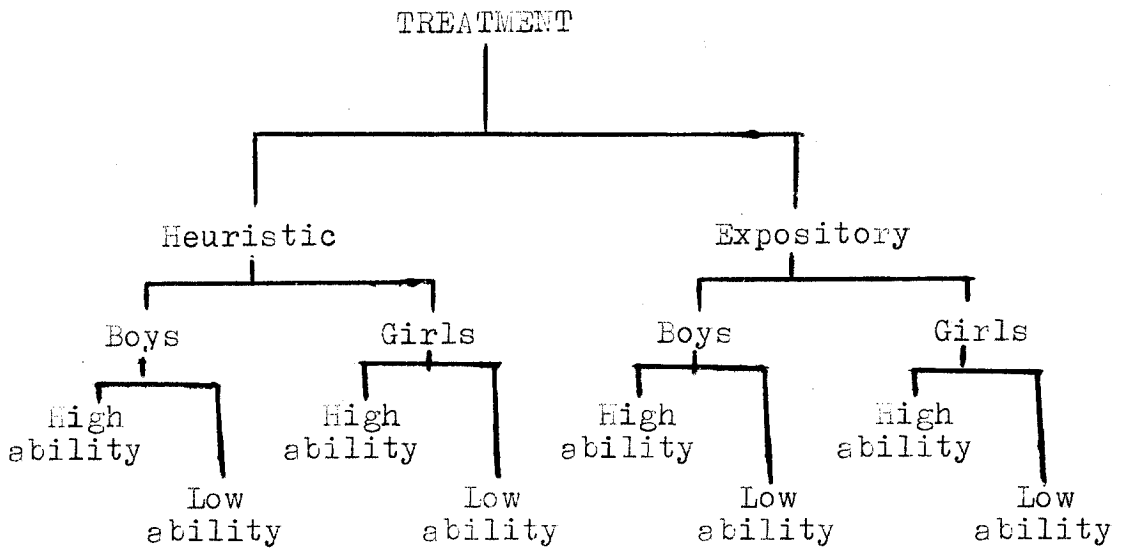 TREATMENT
Heuristic Expository
Boys Girls Boys Girls
High High High High
ability ability ability ability
Low Low Low Low
ability ability ability ability